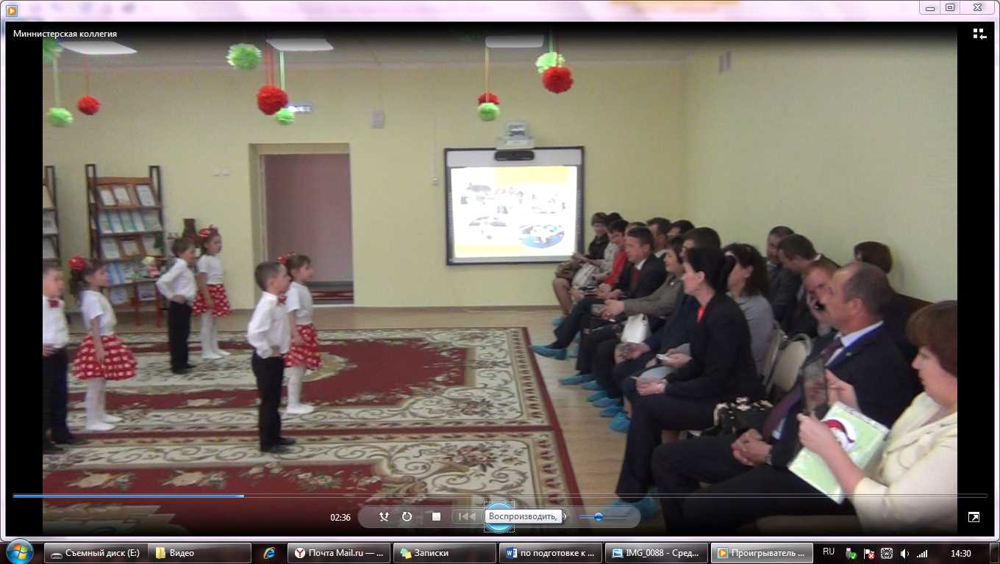 Миннистерская коллегия
02:36
Воспроизводить,
Съемный диск (E:)
Видео
Почта Mail.ru — ...
Записки
по подготовке к ...
IMG_0088 - Сред...
Проигрыватель ...
RU
14:30